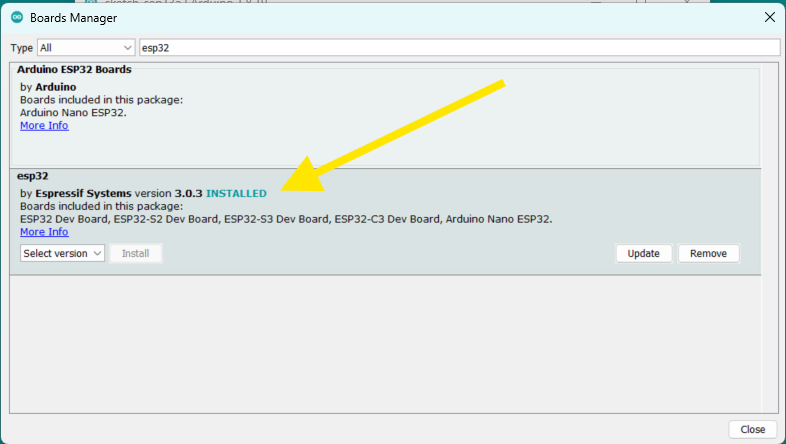 Boards Manager
Type All esp32
Arduino ESP32 Boards
by Arduino
Boards included in this package:
Arduino Nano ESP32.
More Info
esp32
by Espressif Systems version 3.0.3 INSTALLED
Boards included in this package:
ESP32 Dev Board, ESP32-S2 Dev Board, ESP32-S3 Dev Board, ESP32-C3 Dev Board, Arduino Nano ESP32.
More Info
Select version Install Update Remove
Close